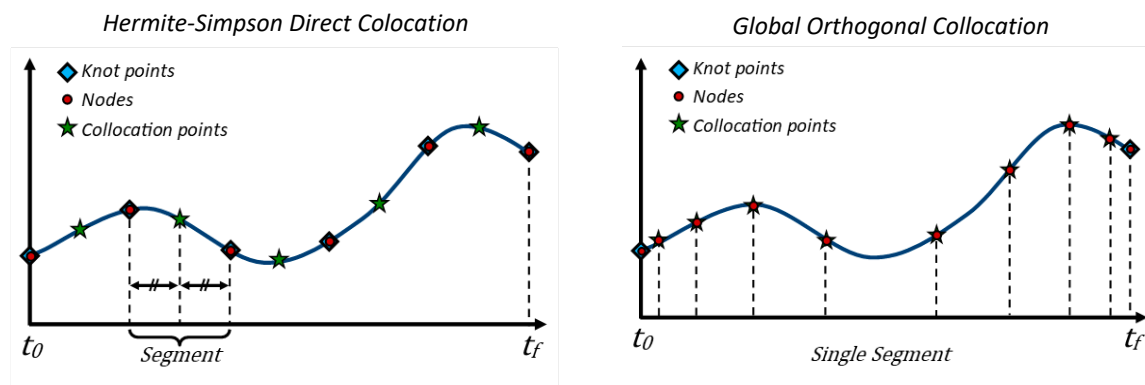 Hermite-Simpson Direct Colocation
Knot points
Nodes
Collocation points
t0
Segment
tf
Global Orthogonal Collocation
Knot points
Nodes
Collocation points
t0
Single Segment
tf